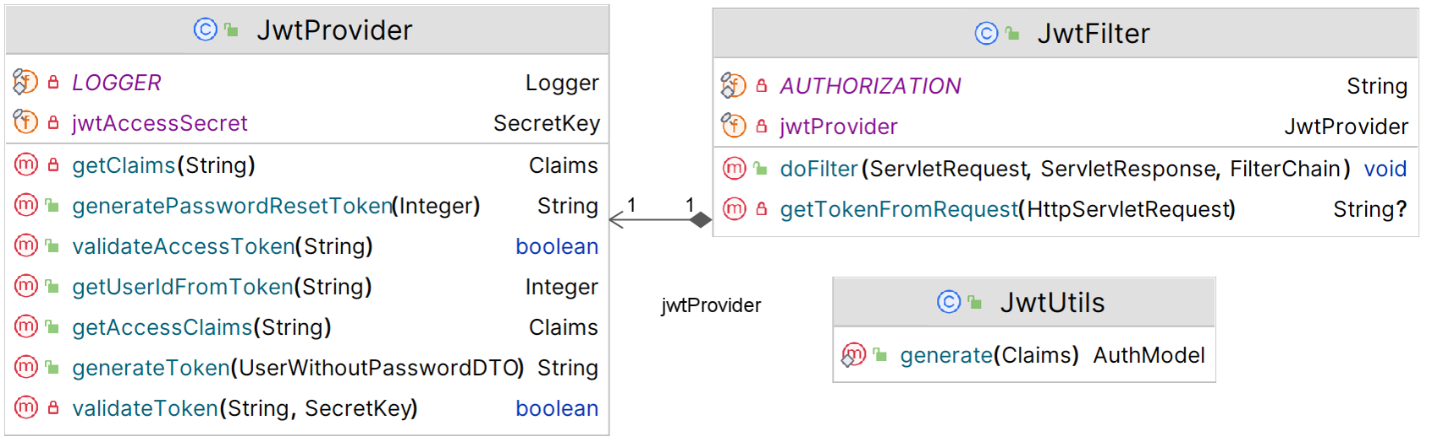 JwtProvider
LOGGER Logger
jwtAccessSecret SecretKey
getClaims(String) Claims
generatePasswordResetToken(Integer) String
validateAccessToken(String) boolean
getUserIdFromToken(String) Integer
getAccessClaims(String) Claims
generateToken(UserWithoutPasswordDTO) String
validateToken(String, SecretKey) boolean
1 1
jwtProvider
JwtFilter
AUTHORIZATION String
jwtProvider JwtProvider
doFilter(ServletRequest, ServletResponse, FilterChain) void
getTokenFromRequest(HttpServletRequest) String?
JwtUtils
generate(Claims) AuthModel